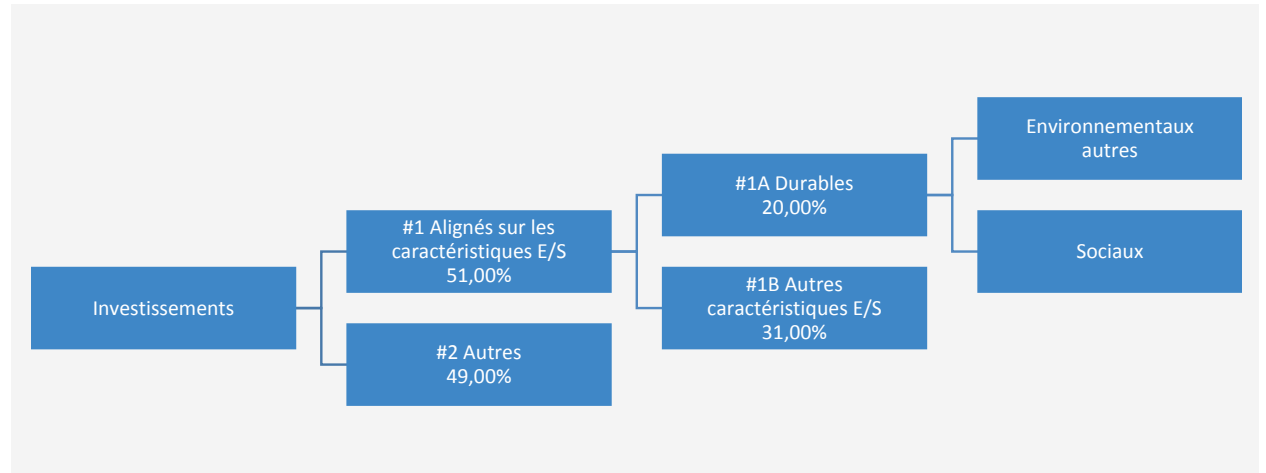 Investissements
#1 Alignés sur les
caractéristiques E/S
51,00%
#2 Autres
49,00%
#1A Durables
20,00%
#1B Autres
caractéristiques E/S
31,00%
Environnementaux
autres
Sociaux